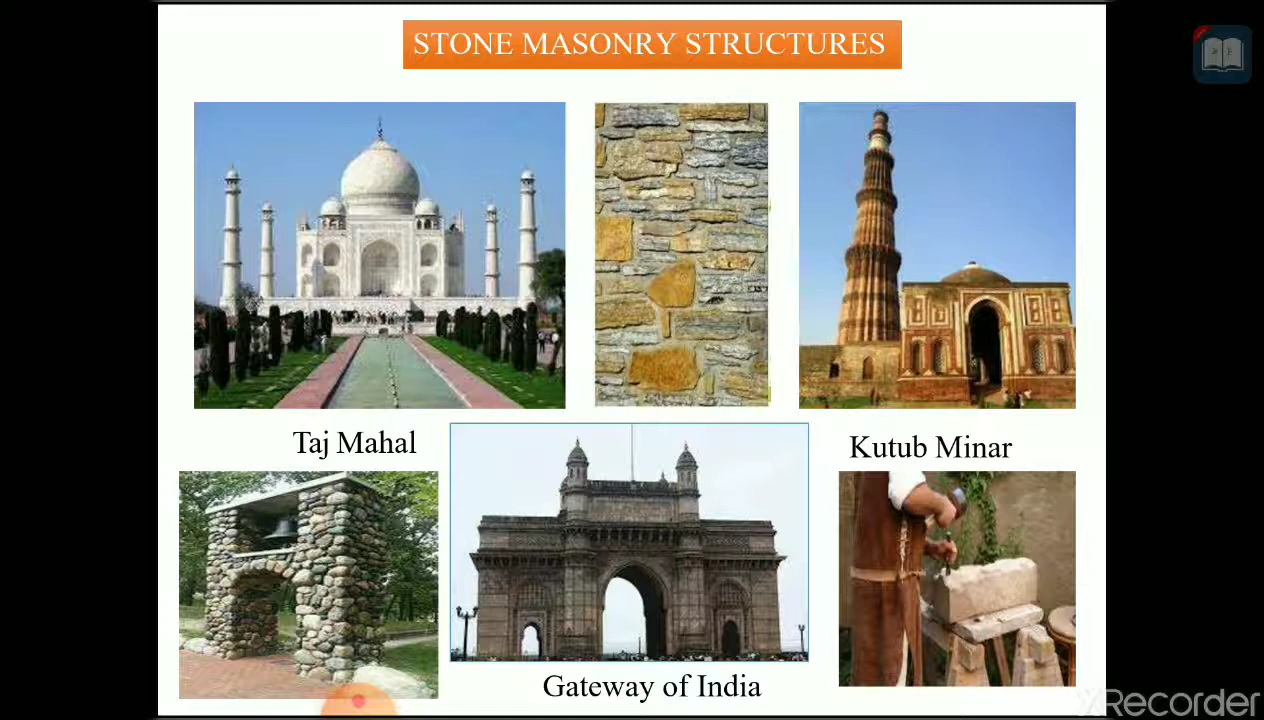 STONE MASONRY STRUCTURES
Taj Mahal
Kutub Minar
Gateway of India
XRecorder